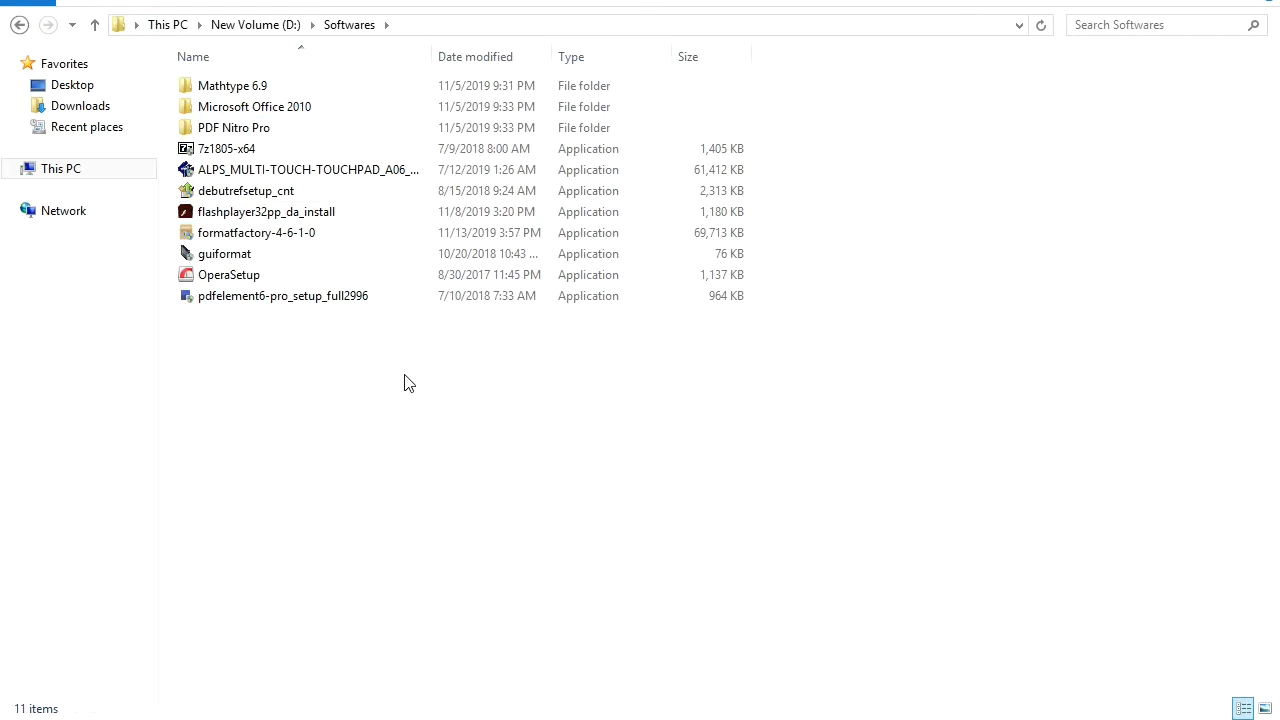 This PC New Volume (D:) Softwares Search Softwares
Name Date modified Type Size
Favorites
Desktop
Downloads
Recent places
This PC
Network
Mathtype 6.9 11/5/2019 9:31 PM File folder
Microsoft Office 2010 11/5/2019 9:33 PM File folder
PDF Nitro Pro 11/5/2019 9:33 PM File folder
7z1805-x64 7/9/2018 8:00 AM Application 1,405 KB
ALPS_MULTI-TOUCH-TOUCHPAD_A06_... 7/12/2019 1:26 AM Application 61,412 KB
debutrefsetup_cnt 8/15/2018 9:24 AM Application 2,313 KB
flashplayer32pp_da_install 11/8/2019 3:20 PM Application 1,180 KB
formatfactory-4-6-1-0 11/13/2019 3:57 PM Application 69,713 KB
guiformat 10/20/2018 10:43 ... Application 76 KB
OperaSetup 8/30/2017 11:45 PM Application 1,137 KB
pdfelement6-pro_setup_full2996 7/10/2018 7:33 AM Application 964 KB
11 items